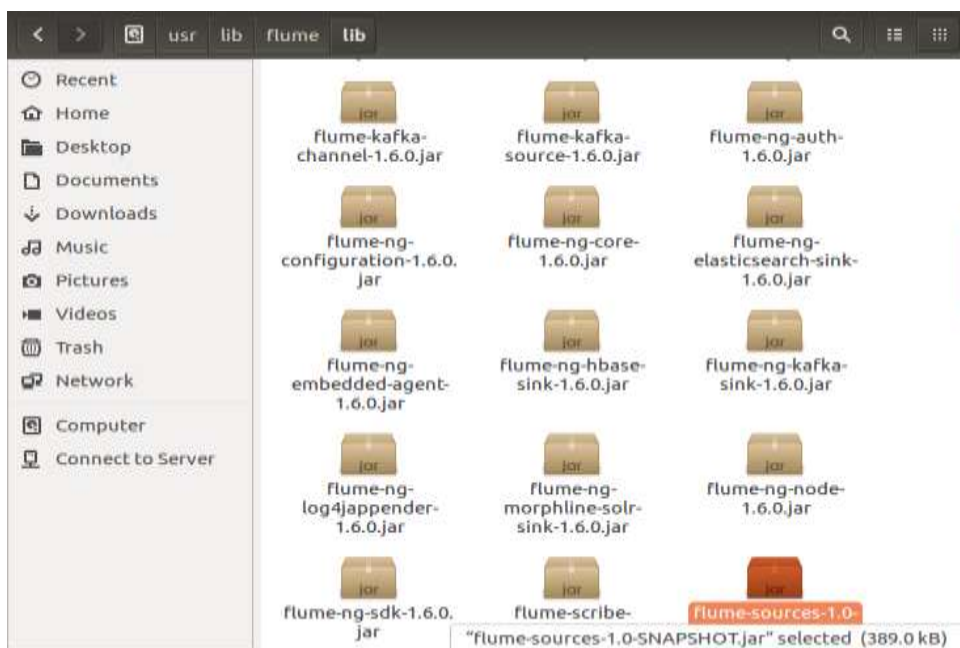 usr lib flume lib
Recent
Home
Desktop
Documents
Downloads
Music
Pictures
Videos
Trash
Network
Computer
Connect to Server
jar jar jar
flume-kafka-
channel-1.6.0.jar
flume-kafka-
source-1.6.0.jar
flume-ng-auth-
1.6.0.jar
jar jar jar
flume-ng-
configuration-1.6.0.
jar
flume-ng-core-
1.6.0.jar
flume-ng-
elasticsearch-sink-
1.6.0.jar
jar jar jar
flume-ng-
embedded-agent-
1.6.0.jar
flume-ng-hbase-
sink-1.6.0.jar
flume-ng-kafka-
sink-1.6.0.jar
jar jar jar
flume-ng-
log4jappender-
1.6.0.jar
flume-ng-
morphline-solr-
sink-1.6.0.jar
flume-ng-node-
1.6.0.jar
jar jar jar
flume-ng-sdk-1.6.0.
jar
flume-scribe-
flume-sources-1.0-
"flume-sources-1.0-SNAPSHOT.jar" selected (389.0 kB)